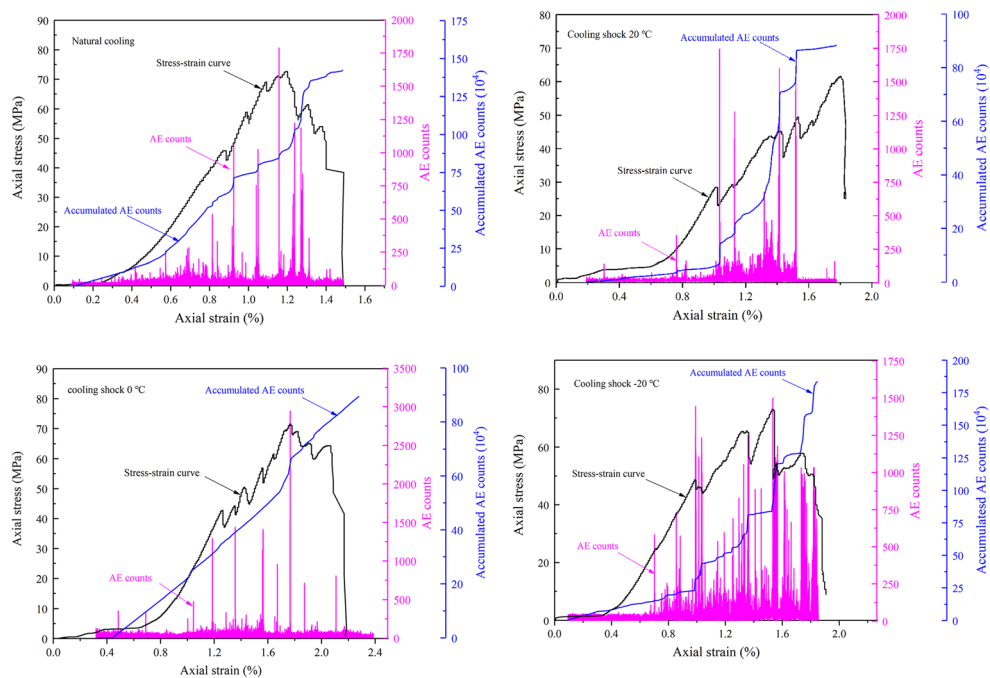 Natural cooling
Stress-strain curve
AE counts
Accumulated AE counts
Axial stress (MPa)
0
10
20
30
40
50
60
70
80
90
0.0 0.2 0.4 0.6 0.8 1.0 1.2 1.4 1.6
Axial strain (%)
AE counts
0
250
500
750
1000
1250
1500
1750
2000
Accumulated AE counts (10⁴)
0
25
50
75
100
125
150
175
Cooling shock 20 ℃
Accumulated AE counts
Stress-strain curve
AE counts
Axial stress (MPa)
0
10
20
30
40
50
60
70
80
0.0 0.4 0.8 1.2 1.6 2.0
Axial strain (%)
AE counts
0
250
500
750
1000
1250
1500
1750
2000
Accumulated AE counts (10⁴)
0
20
40
60
80
100
cooling shock 0 ℃
Accumulated AE counts
Stress-strain curve
AE counts
Axial stress (MPa)
0
10
20
30
40
50
60
70
80
90
0.0 0.4 0.8 1.2 1.6 2.0 2.4
Axial strain (%)
AE counts
0
500
1000
1500
2000
2500
3000
3500
Accumulated AE counts (10⁴)
0
20
40
60
80
100
Cooling shock -20 ℃
Accumulated AE counts
Stress-strain curve
AE counts
Axial stress (MPa)
0
20
40
60
80
0.0 0.4 0.8 1.2 1.6 2.0
Axial strain (%)
AE counts
0
250
500
750
1000
1250
1500
1750
Accumulatesd AE counts (10⁴)
0
25
50
75
100
125
150
175
200